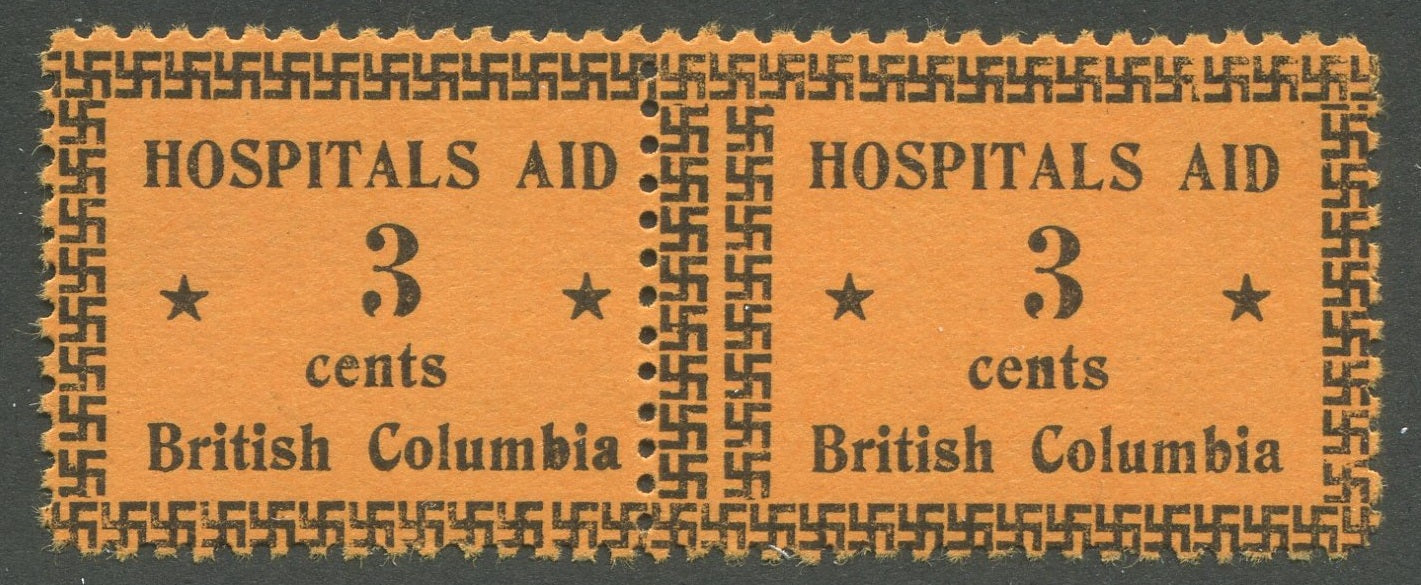 HOSPITALS AID
3
cents
British Columbia
HOSPITALS AID
3
cents
British Columbia